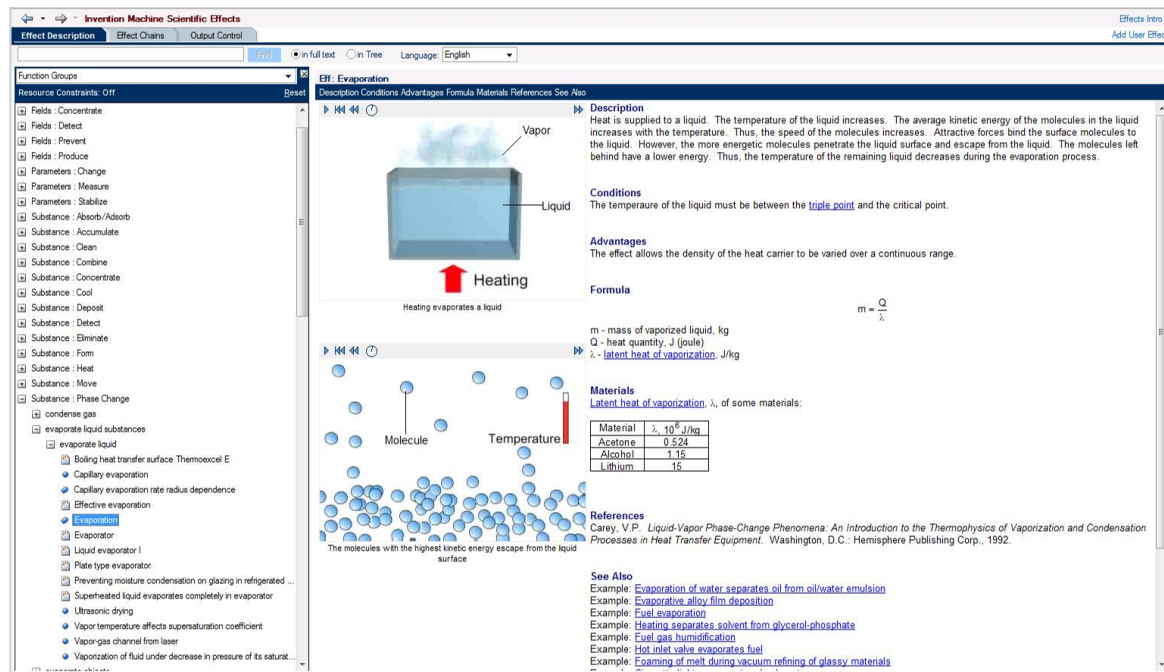 Invention Machine Scientific Effects
Effects Intro
Effect Description Effect Chains Output Control
Add User Effec
Find in full text in Tree Language: English
Function Groups
Resource Constraints: Off Reset
Fields : Concentrate
Fields : Detect
Fields : Prevent
Fields : Produce
Parameters : Change
Parameters : Measure
Parameters : Stabilize
Substance : Absorb/Adsorb
Substance : Accumulate
Substance : Clean
Substance : Combine
Substance : Concentrate
Substance : Cool
Substance : Deposit
Substance : Detect
Substance : Eliminate
Substance : Form
Substance : Heat
Substance : Move
Substance : Phase Change
condense gas
evaporate liquid substances
evaporate liquid
Boiling heat transfer surface Thermoexcel E
Capillary evaporation
Capillary evaporation rate radius dependence
Effective evaporation
Evaporation
Evaporator
Liquid evaporator I
Plate type evaporator
Preventing moisture condensation on glazing in refrigerated ...
Superheated liquid evaporates completely in evaporator
Ultrasonic drying
Vapor temperature affects supersaturation coefficient
Vapor-gas channel from laser
Vaporization of fluid under decrease in pressure of its saturat...
Eff: Evaporation
Description Conditions Advantages Formula Materials References See Also
Vapor
Liquid
Heating
Heating evaporates a liquid
Molecule
Temperature
The molecules with the highest kinetic energy escape from the liquid
surface
Description
Heat is supplied to a liquid. The temperature of the liquid increases. The average kinetic energy of the molecules in the liquid
increases with the temperature. Thus, the speed of the molecules increases. Attractive forces bind the surface molecules to
the liquid. However, the more energetic molecules penetrate the liquid surface and escape from the liquid. The molecules left
behind have a lower energy. Thus, the temperature of the remaining liquid decreases during the evaporation process.
Conditions
The temperaure of the liquid must be between the triple point and the critical point.
Advantages
The effect allows the density of the heat carrier to be varied over a continuous range.
Formula
m = Q/λ
m - mass of vaporized liquid, kg
Q - heat quantity, J (joule)
λ - latent heat of vaporization, J/kg
Materials
Latent heat of vaporization, λ, of some materials:
Material λ, 10⁶ J/kg
Acetone 0.524
Alcohol 1.15
Lithium 15
References
Carey, V.P. Liquid-Vapor Phase-Change Phenomena: An Introduction to the Thermophysics of Vaporization and Condensation
Processes in Heat Transfer Equipment. Washington, D.C.: Hemisphere Publishing Corp., 1992.
See Also
Example: Evaporation of water separates oil from oil/water emulsion
Example: Evaporative alloy film deposition
Example: Fuel evaporation
Example: Heating separates solvent from glycerol-phosphate
Example: Fuel gas humidification
Example: Hot inlet valve evaporates fuel
Example: Foaming of melt during vacuum refining of glassy materials